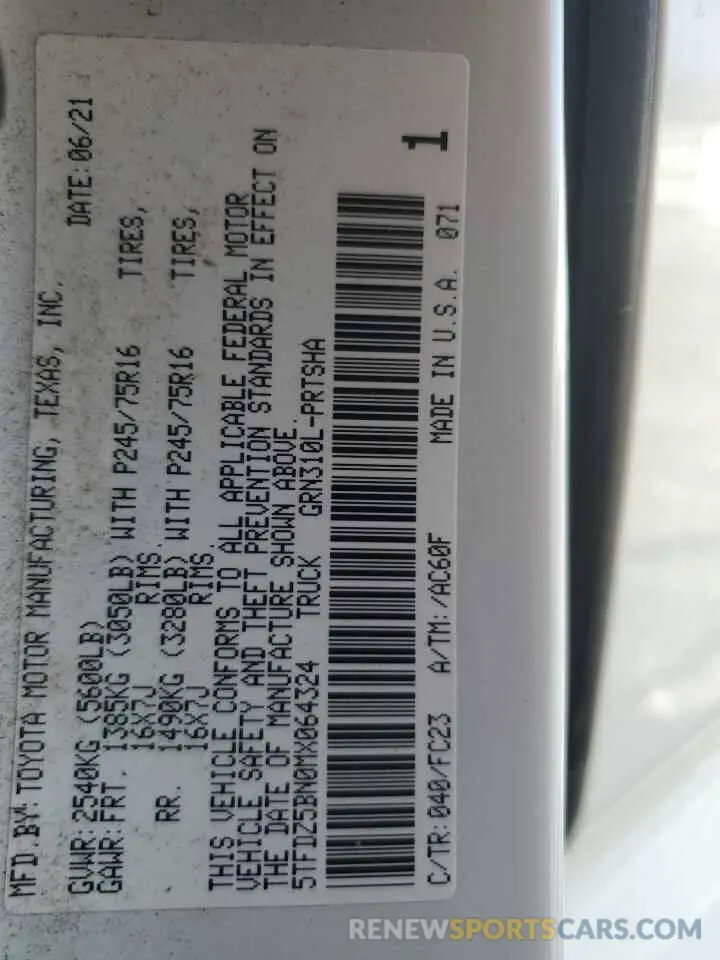 MFD.BY: TOYOTA MOTOR MANUFACTURING, TEXAS, INC. DATE: 06/21
GVWR: 2540KG (5600LB)
GAWR: FRT. 1385KG (3050LB) WITH P245/75R16 TIRES,
16X7J RIMS.
RR. 1490KG (3280LB) WITH P245/75R16 TIRES,
16X7J RIMS.
THIS VEHICLE CONFORMS TO ALL APPLICABLE FEDERAL MOTOR
VEHICLE SAFETY AND THEFT PREVENTION STANDARDS IN EFFECT ON
THE DATE OF MANUFACTURE SHOWN ABOVE.
5TFDZ5BN0MX064324 TRUCK GRN310L-PRTSHA
1
C/TR: 040/FC23 A/TM: /AC60F MADE IN U.S.A. 071
RENEWSPORTSCARS.COM